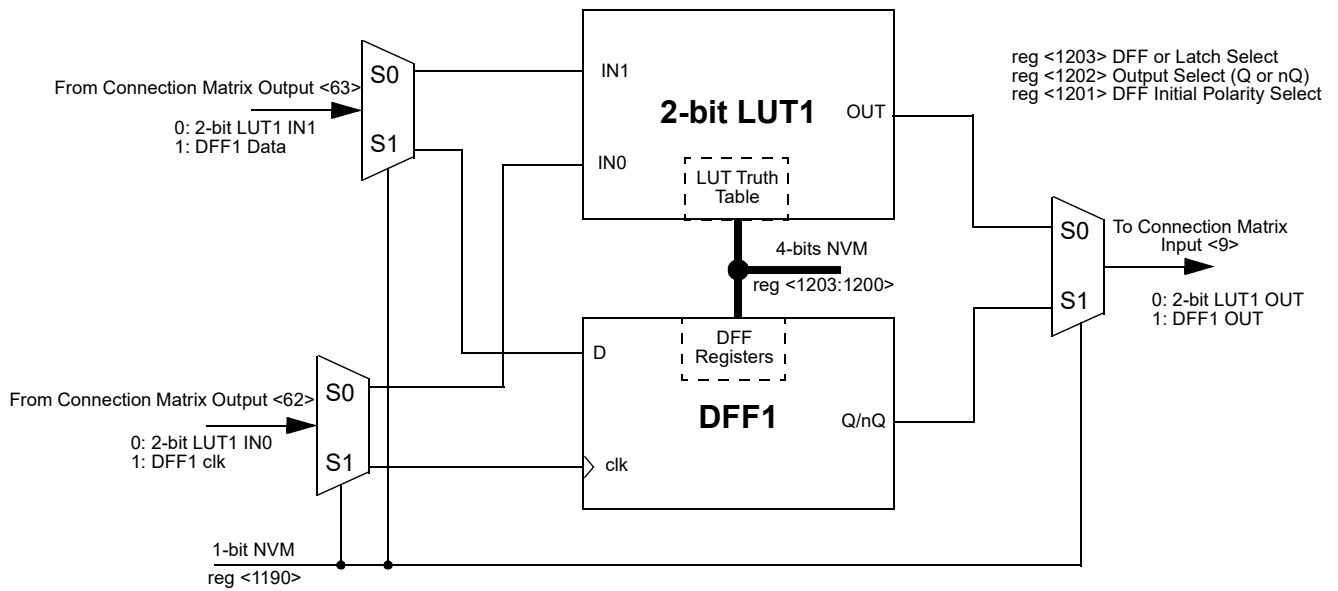 reg <1203> DFF or Latch Select
reg <1202> Output Select (Q or nQ)
reg <1201> DFF Initial Polarity Select
From Connection Matrix Output <63>
0: 2-bit LUT1 IN1
1: DFF1 Data
S0
S1
IN1
IN0
2-bit LUT1
OUT
LUT Truth
Table
4-bits NVM
reg <1203:1200>
S0
S1
To Connection Matrix
Input <9>
0: 2-bit LUT1 OUT
1: DFF1 OUT
From Connection Matrix Output <62>
0: 2-bit LUT1 IN0
1: DFF1 clk
S0
S1
D
clk
DFF
Registers
DFF1
Q/nQ
1-bit NVM
reg <1190>